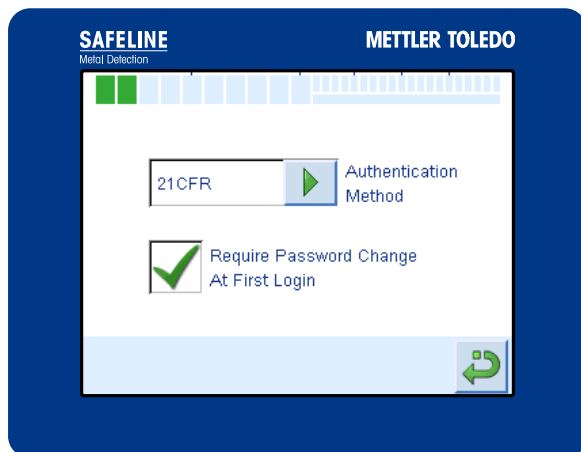 SAFELINE
METTLER TOLEDO
Metal Detection
21CFR
Authentication
Method
Require Password Change
At First Login